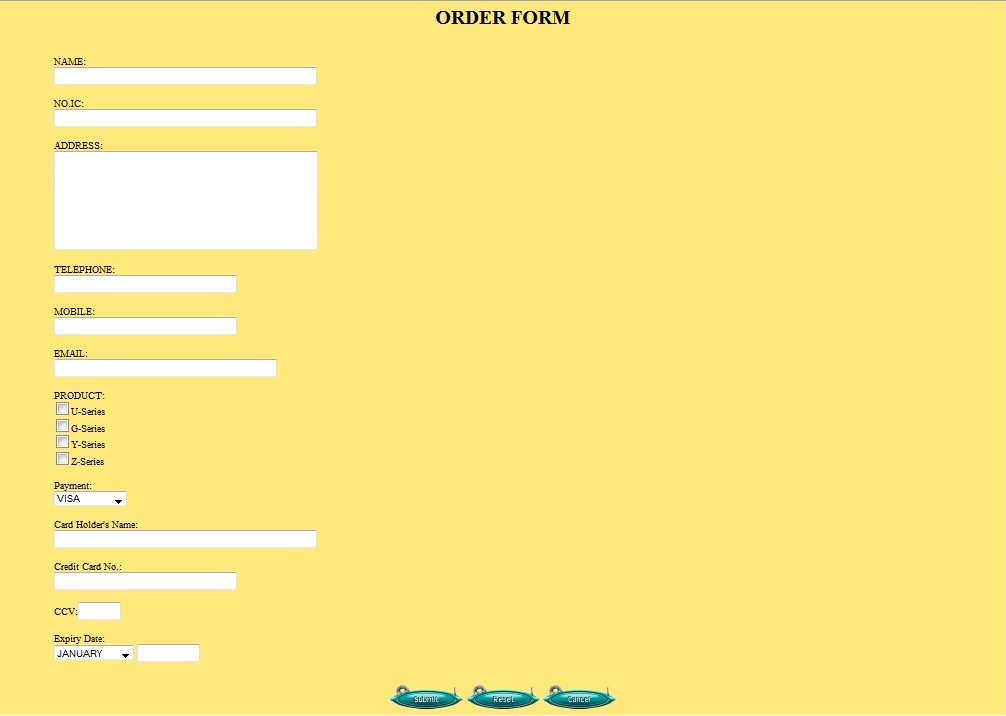 ORDER FORM
NAME:
NO.IC:
ADDRESS:
TELEPHONE:
MOBILE:
EMAIL:
PRODUCT:
U-Series
G-Series
Y-Series
Z-Series
Payment:
VISA
Card Holder's Name:
Credit Card No.:
CCV:
Expiry Date:
JANUARY
Submit Reset Cancel